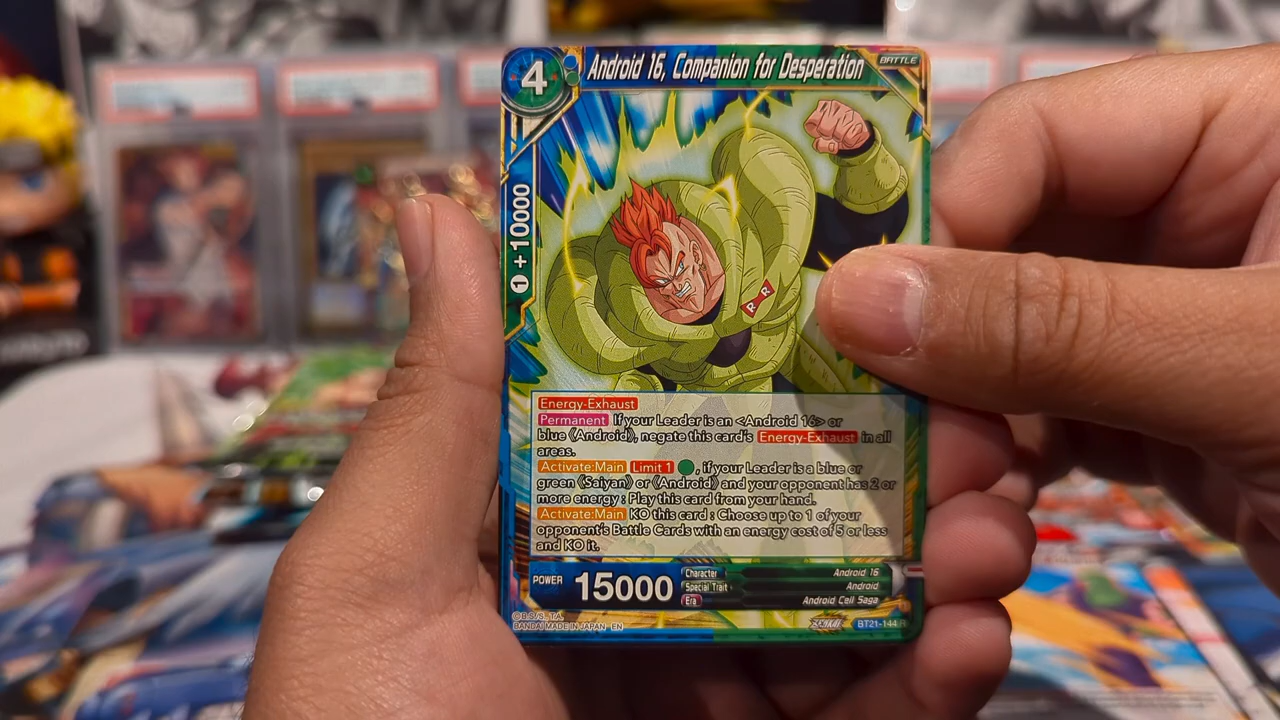 4
Android 16, Companion for Desperation
BATTLE
1 +10000
R R
Energy-Exhaust
Permanent If your Leader is an <Android 16> or
blue 《Android》, negate this card's Energy-Exhaust in all
areas.
Activate:Main Limit 1 , if your Leader is a blue or
green 《Saiyan》 or 《Android》 and your opponent has 2 or
more energy : Play this card from your hand.
Activate:Main KO this card : Choose up to 1 of your
opponent's Battle Cards with an energy cost of 5 or less
and KO it.
POWER 15000
Character Android 16
Special Trait Android
Era Android Cell Saga
©B.S./S., T.A.
BANDAI MADE IN JAPAN - EN
BT21-144 R